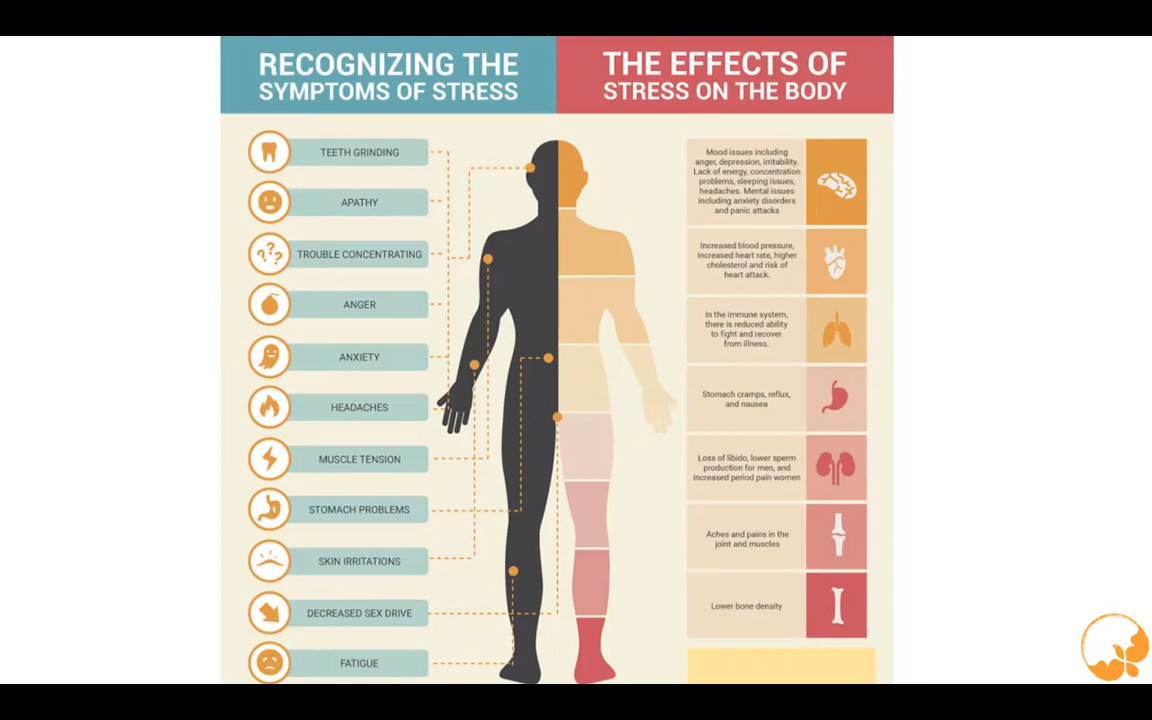 RECOGNIZING THE
SYMPTOMS OF STRESS
THE EFFECTS OF
STRESS ON THE BODY
TEETH GRINDING
APATHY
TROUBLE CONCENTRATING
ANGER
ANXIETY
HEADACHES
MUSCLE TENSION
STOMACH PROBLEMS
SKIN IRRITATIONS
DECREASED SEX DRIVE
FATIGUE
Mood issues including
anger, depression, irritability.
Lack of energy, concentration
problems, sleeping issues,
headaches. Mental issues
including anxiety disorders
and panic attacks
Increased blood pressure,
increased heart rate, higher
cholesterol and risk of
heart attack.
In the immune system,
there is reduced ability
to fight and recover
from illness.
Stomach cramps, reflux,
and nausea
Loss of libido, lower sperm
production for men, and
increased period pain women
Aches and pains in the
joint and muscles
Lower bone density